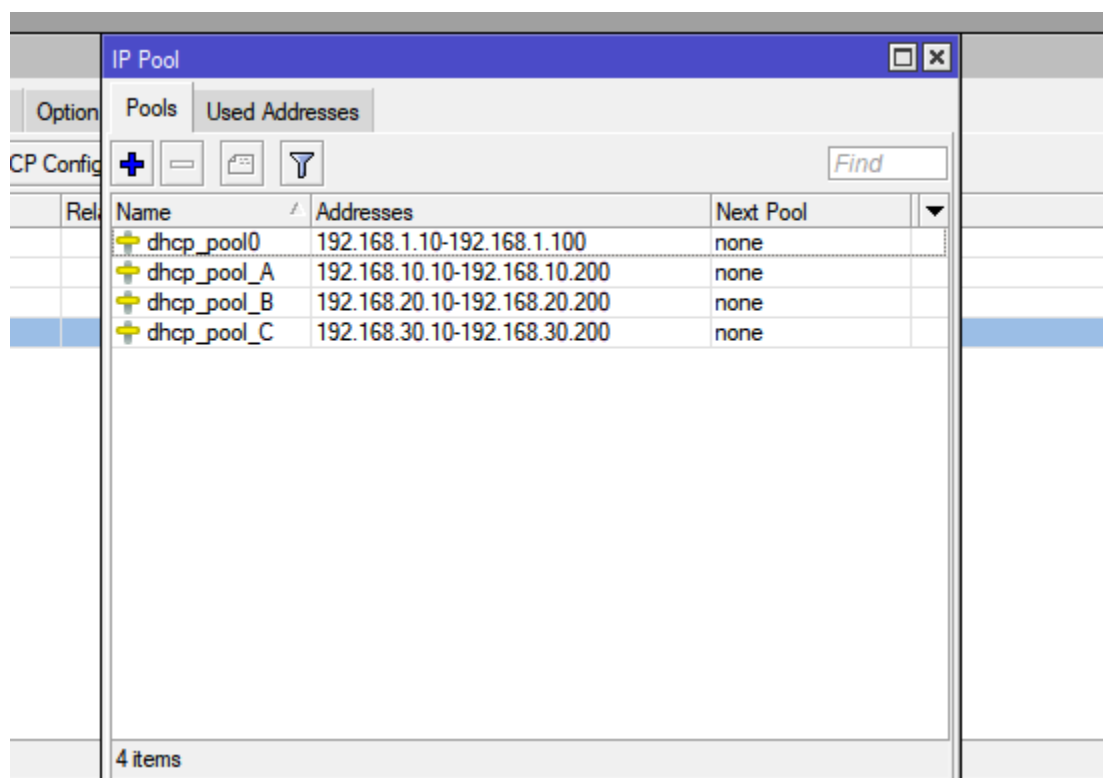 IP Pool
Option
Pools
Used Addresses
CP Config
Find
Rel
Name
Addresses
Next Pool
dhcp_pool0
192.168.1.10-192.168.1.100
none
dhcp_pool_A
192.168.10.10-192.168.10.200
none
dhcp_pool_B
192.168.20.10-192.168.20.200
none
dhcp_pool_C
192.168.30.10-192.168.30.200
none
4 items